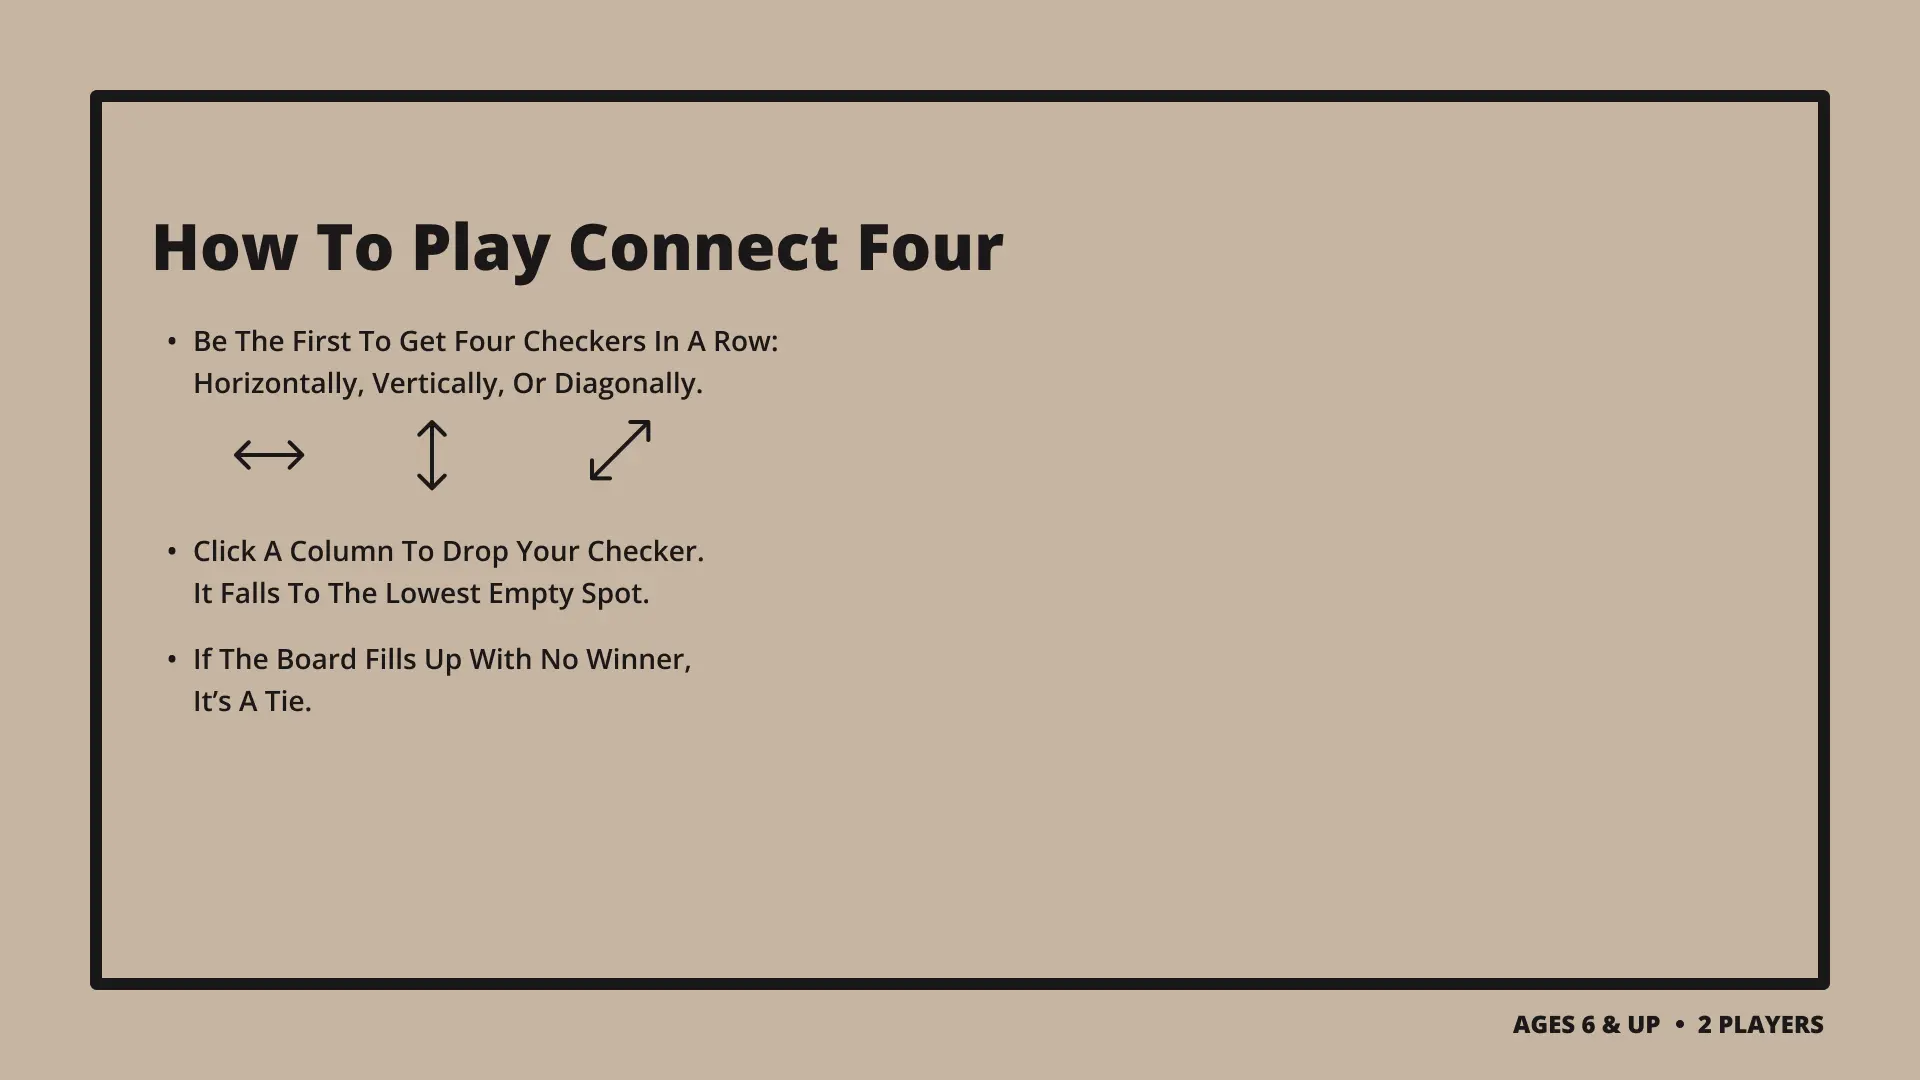 How To Play Connect Four
• Be The First To Get Four Checkers In A Row:
Horizontally, Vertically, Or Diagonally.
• Click A Column To Drop Your Checker.
It Falls To The Lowest Empty Spot.
• If The Board Fills Up With No Winner,
It’s A Tie.
AGES 6 & UP • 2 PLAYERS